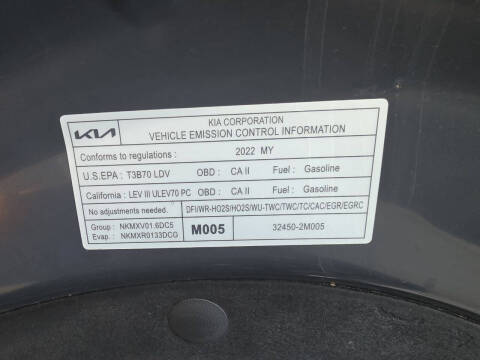 KIA
KIA CORPORATION
VEHICLE EMISSION CONTROL INFORMATION
Conforms to regulations : 2022 MY
U.S.EPA : T3B70 LDV OBD : CA II Fuel : Gasoline
California : LEV III ULEV70 PC OBD : CA II Fuel : Gasoline
No adjustments needed. DFI/WR-HO2S/HO2S/WU-TWC/TWC/TC/CAC/EGR/EGRC
Group : NKMXV01.6DC5 M005 32450-2M005
Evap. : NKMXR0133DCG